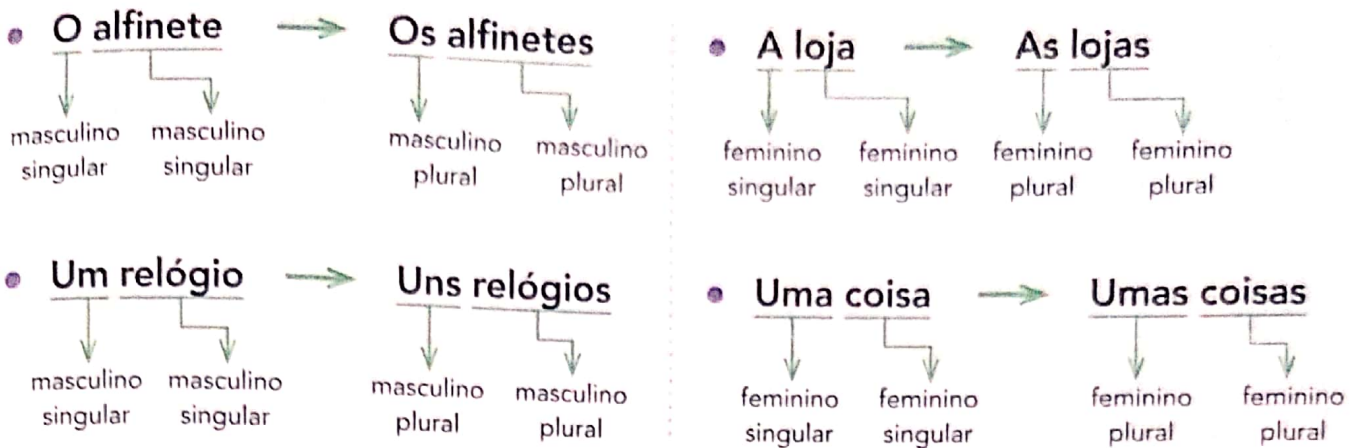 • O alfinete → Os alfinetes
masculino singular masculino singular masculino plural masculino plural
• A loja → As lojas
feminino singular feminino singular feminino plural feminino plural
• Um relógio → Uns relógios
masculino singular masculino singular masculino plural masculino plural
• Uma coisa → Umas coisas
feminino singular feminino singular feminino plural feminino plural